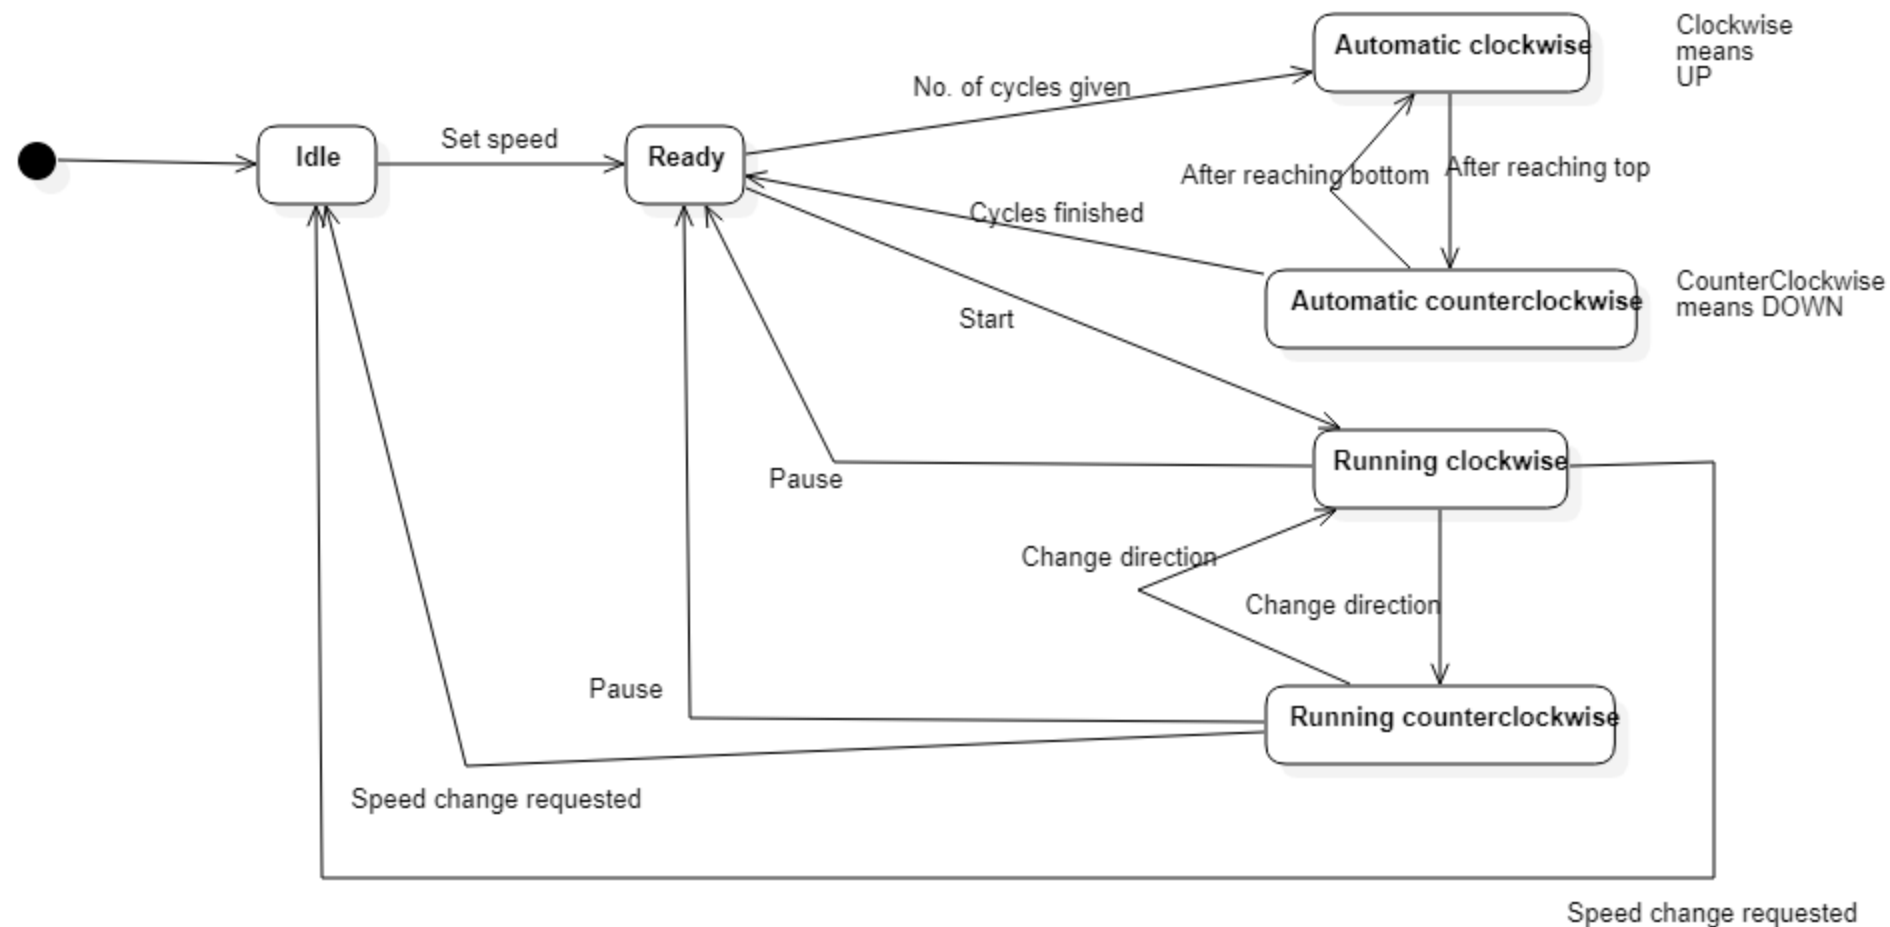 Automatic clockwise
Clockwise
means
UP
No. of cycles given
Set speed
Idle
Ready
After reaching bottom
After reaching top
Cycles finished
Automatic counterclockwise
CounterClockwise
means DOWN
Start
Running clockwise
Pause
Change direction
Change direction
Pause
Running counterclockwise
Speed change requested
Speed change requested